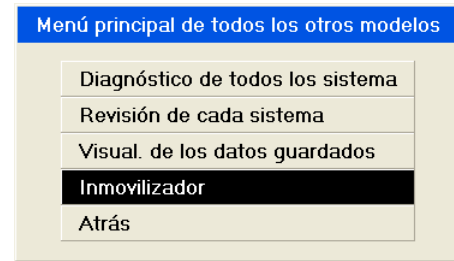 Menú principal de todos los otros modelos
Diagnóstico de todos los sistema
Revisión de cada sistema
Visual. de los datos guardados
Inmovilizador
Atrás